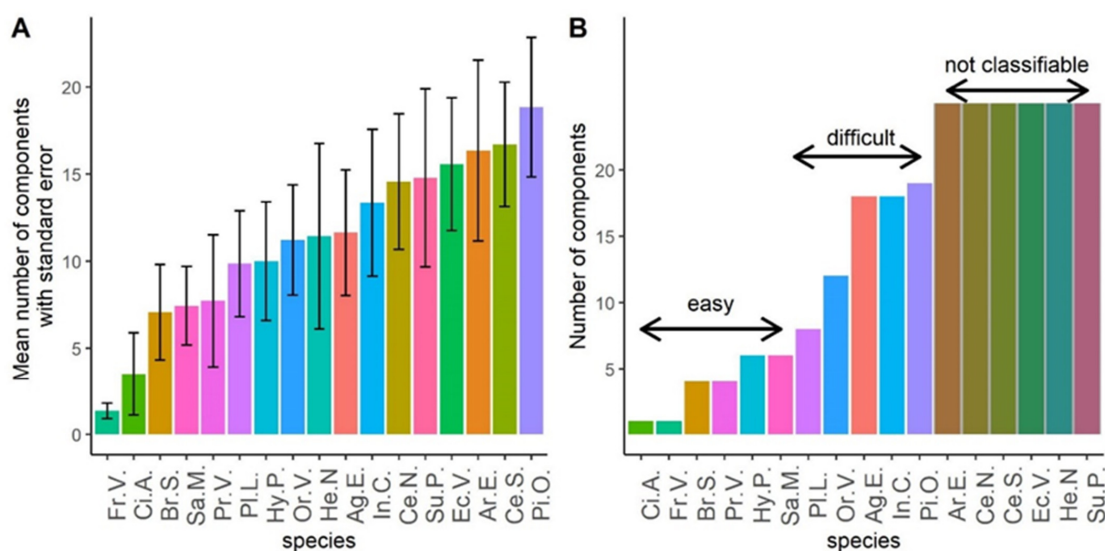 A
Mean number of components
with standard error
20
15
10
5
0
Fr.V.
Ci.A.
Br.S.
Sa.M.
Pr.V.
Pl.L.
Hy.P.
Or.V.
He.N
Ag.E.
In.C.
Ce.N.
Su.P.
Ec.V.
Ar.E.
Ce.S.
Pi.O.
species
B
Number of components
20
15
10
5
easy
difficult
not classifiable
Ci.A.
Fr.V.
Br.S.
Pr.V.
Hy.P.
Sa.M.
Pl.L.
Or.V.
Ag.E.
In.C.
Pi.O.
Ar.E.
Ce.N.
Ce.S.
Ec.V.
He.N
Su.P.
species